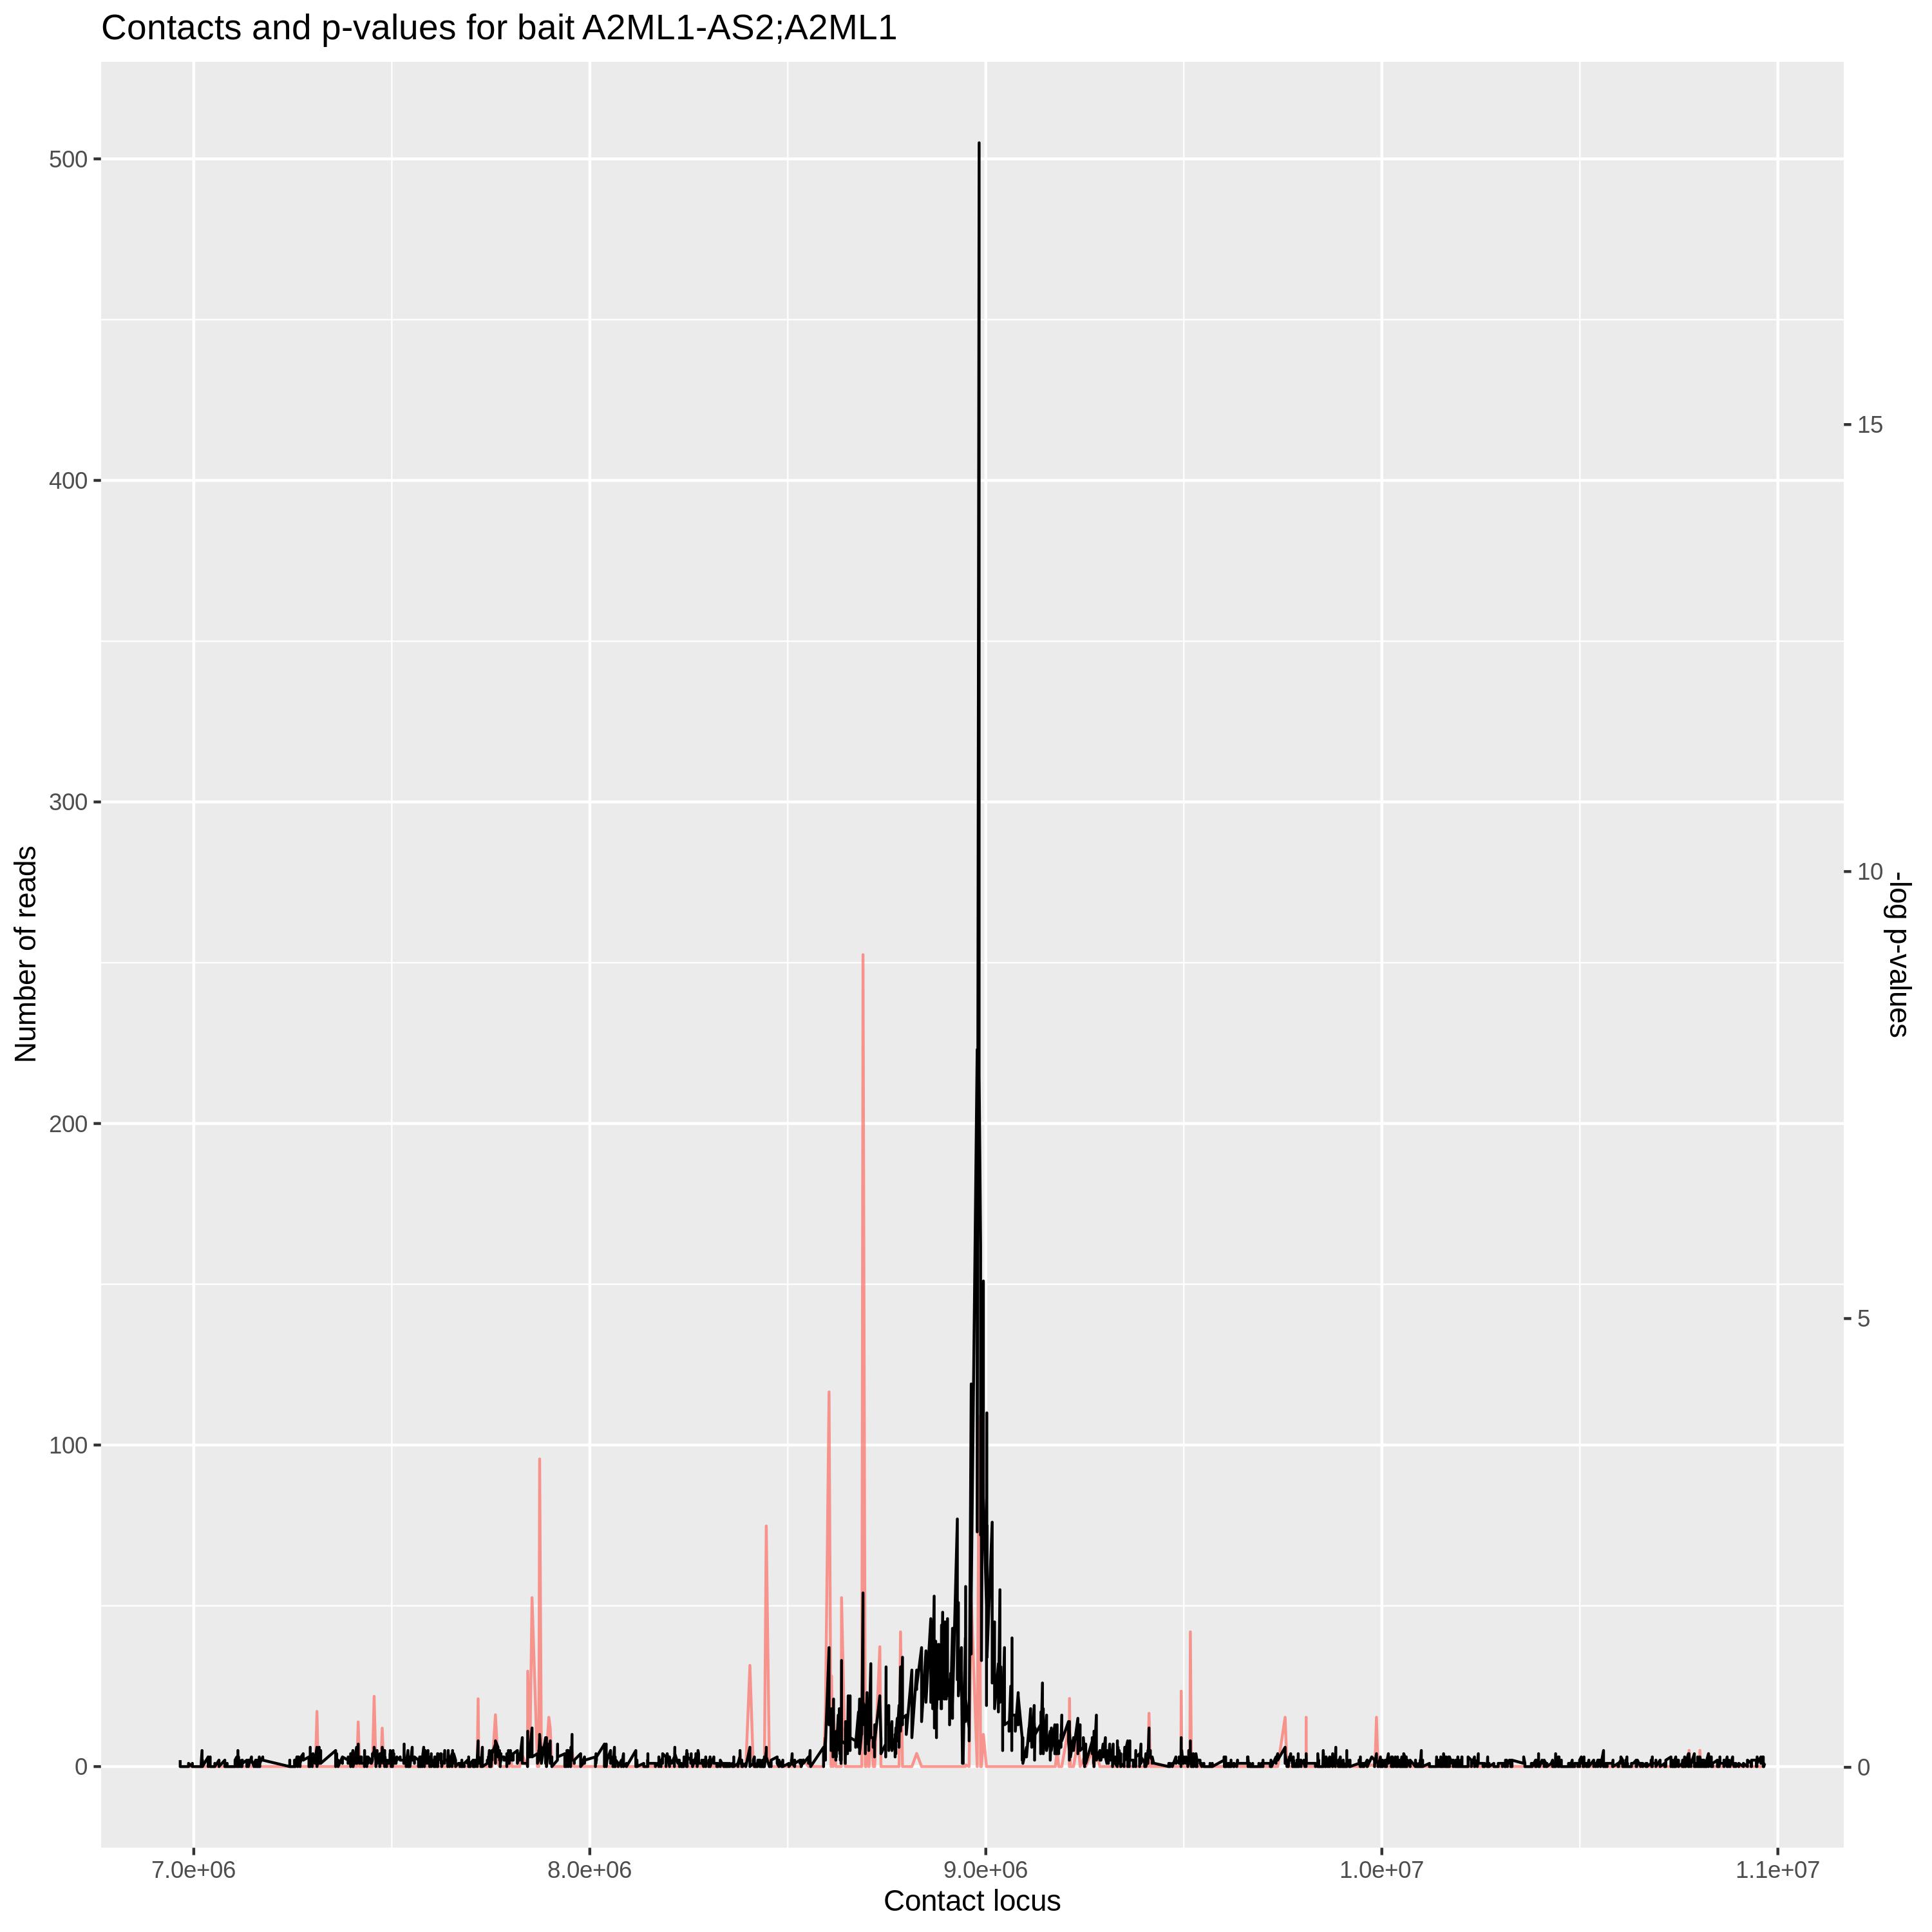 Contacts and p-values for bait A2ML1-AS2;A2ML1
500
400
300
200
100
0
Number of reads
15
10
5
0
-log p-values
7.0e+06
8.0e+06
9.0e+06
1.0e+07
1.1e+07
Contact locus